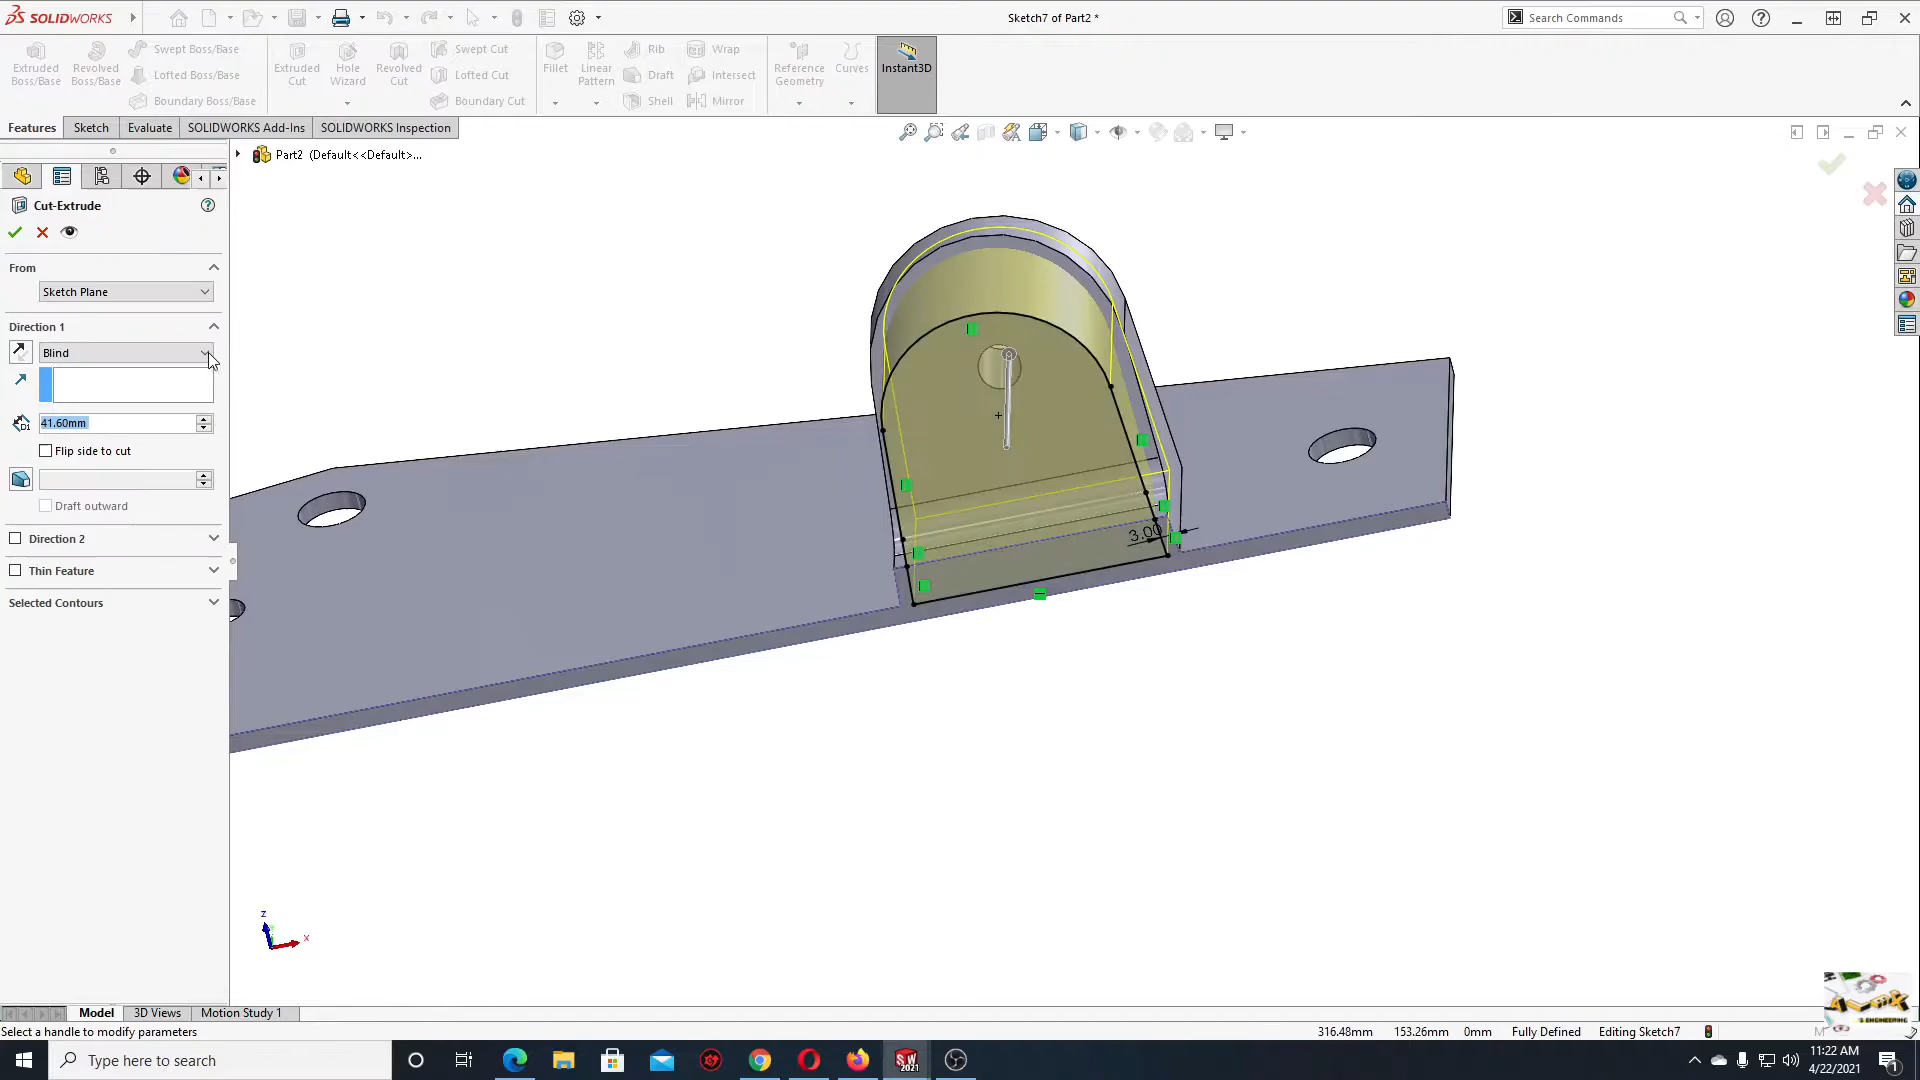 SOLIDWORKS
Sketch7 of Part2 *
Search Commands
Extruded Boss/Base
Revolved Boss/Base
Swept Boss/Base
Lofted Boss/Base
Boundary Boss/Base
Extruded Cut
Hole Wizard
Revolved Cut
Swept Cut
Lofted Cut
Boundary Cut
Fillet
Linear Pattern
Rib
Draft
Shell
Wrap
Intersect
Mirror
Reference Geometry
Curves
Instant3D
Features
Sketch
Evaluate
SOLIDWORKS Add-Ins
SOLIDWORKS Inspection
Part2 (Default<<Default>...
Cut-Extrude
From
Sketch Plane
Direction 1
Blind
41.60mm
Flip side to cut
Draft outward
Direction 2
Thin Feature
Selected Contours
3.00
z
x
Model
3D Views
Motion Study 1
Select a handle to modify parameters
316.48mm
153.26mm
0mm
Fully Defined
Editing Sketch7
Type here to search
11:22 AM
4/22/2021